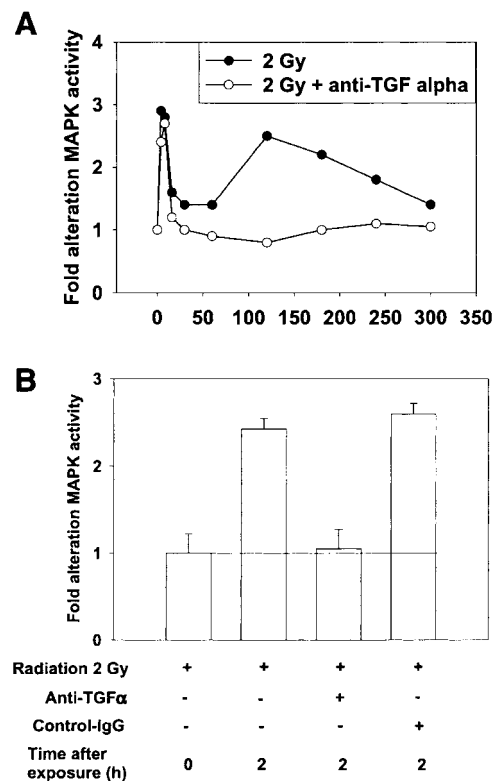 A
4
3
2
1
0
Fold alteration MAPK activity
2 Gy
2 Gy + anti-TGF alpha
0 50 100 150 200 250 300 350
B
3
2
1
0
Fold alteration MAPK activity
Radiation 2 Gy + + + +
Anti-TGFα - - + -
Control-IgG - - - +
Time after
exposure (h) 0 2 2 2